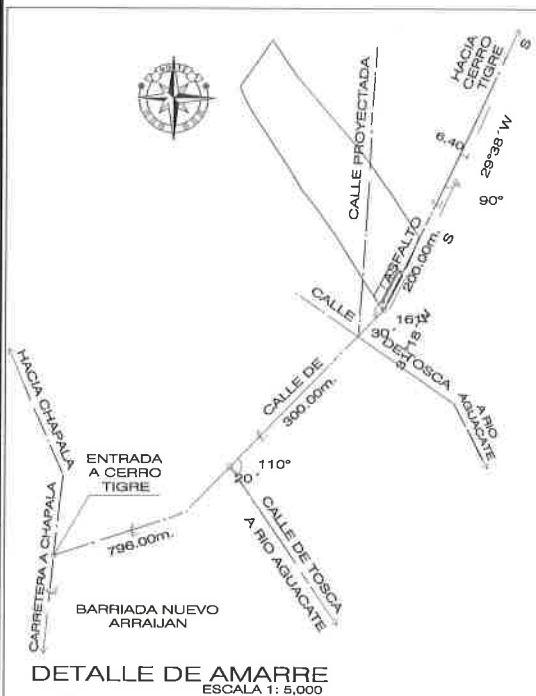 HACIA
CERRO
TIGRE
S
6.40
29°38'W
90°
CALLE PROYECTADA
ASFALTO
200.00m.
S
CALLE
DE TOSCA
161°
30'
18' W
A RIO
AGUACATE
CALLE DE
300.00m.
HACIA CHAPALA
ENTRADA
A CERRO
TIGRE
110°
20'
CALLE DE TOSCA
A RIO AGUACATE
796.00m.
CARRETERA A CHAPALA
BARRIADA NUEVO
ARRAIJAN
DETALLE DE AMARRE
ESCALA 1: 5,000